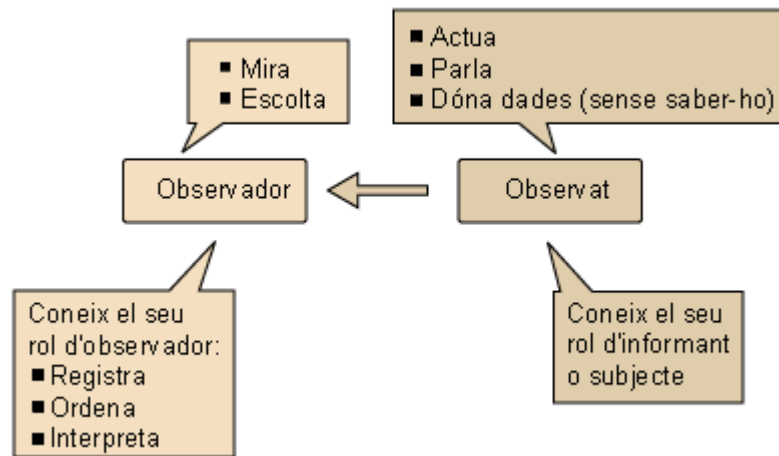 ■ Mira
■ Escolta
■ Actua
■ Parla
■ Dóna dades (sense saber-ho)
Observador
Observat
Coneix el seu
rol d'observador:
■ Registra
■ Ordena
■ Interpreta
Coneix el seu
rol d'informant
o subjecte